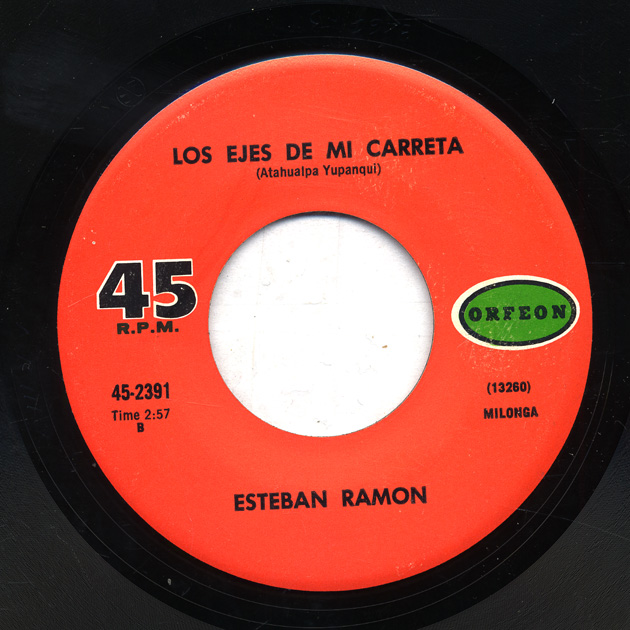 LOS EJES DE MI CARRETA
(Atahualpa Yupanqui)
45
R.P.M.
ORFEON
45-2391
Time 2:57
B
(13260)
MILONGA
ESTEBAN RAMON